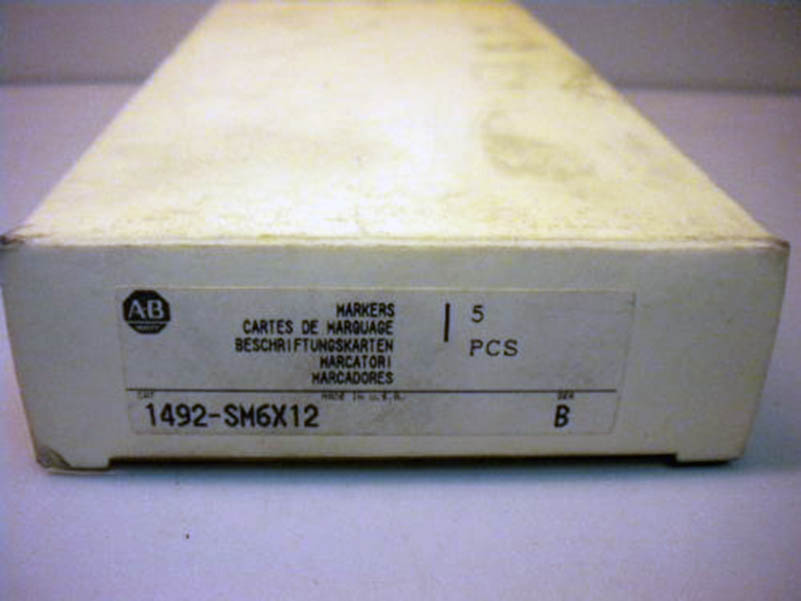 AB
MARKERS
CARTES DE MARQUAGE
BESCHRIFTUNGSKARTEN
MARCATORI
MARCADORES
5
PCS
CAT
MADE IN U.S.A.
SER
1492-SM6X12
B